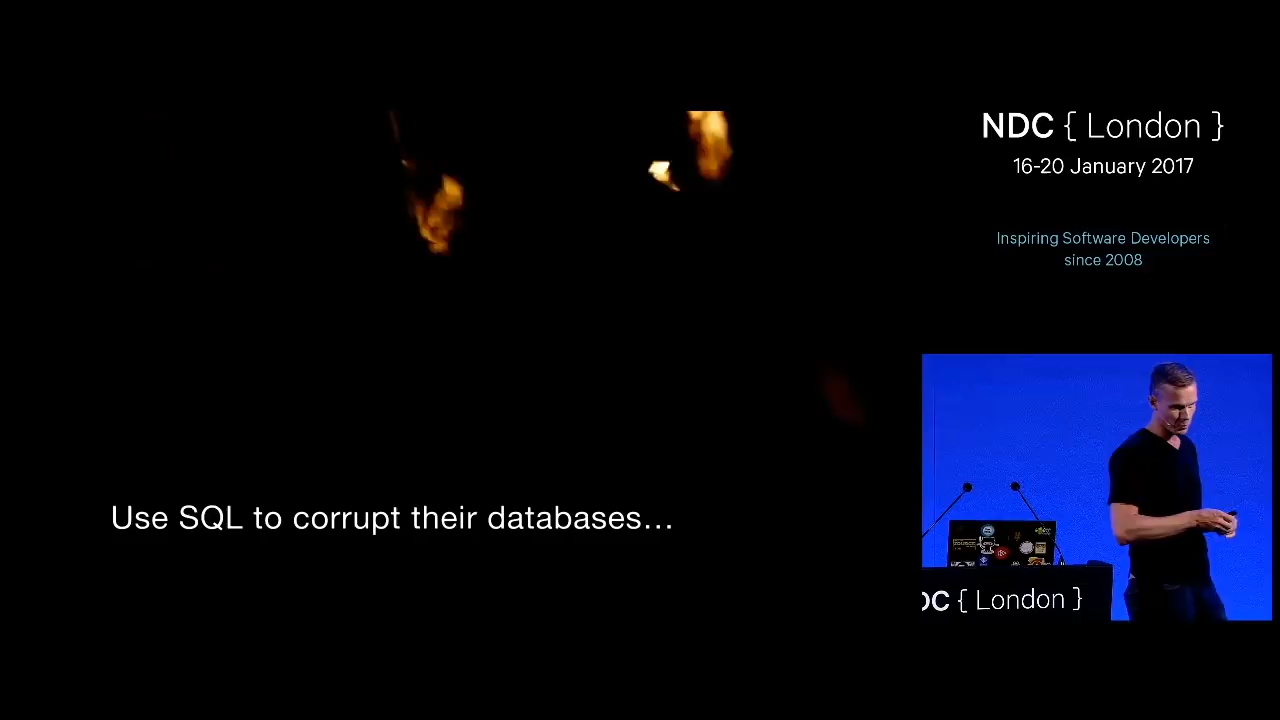 NDC { London }
16-20 January 2017
Inspiring Software Developers
since 2008
Use SQL to corrupt their databases...
DC { London }